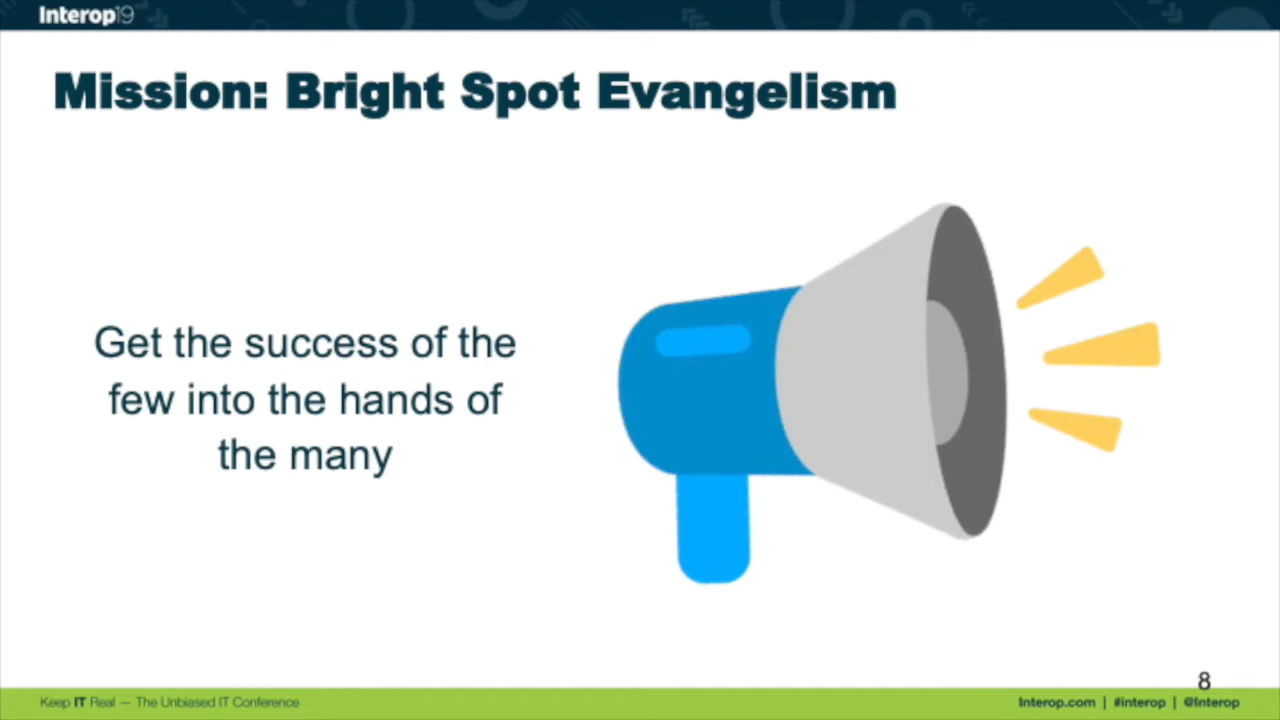 Interop19
Mission: Bright Spot Evangelism
Get the success of the
few into the hands of
the many
8
Keep IT Real — The Unbiased IT Conference
Interop.com | #interop | @Interop